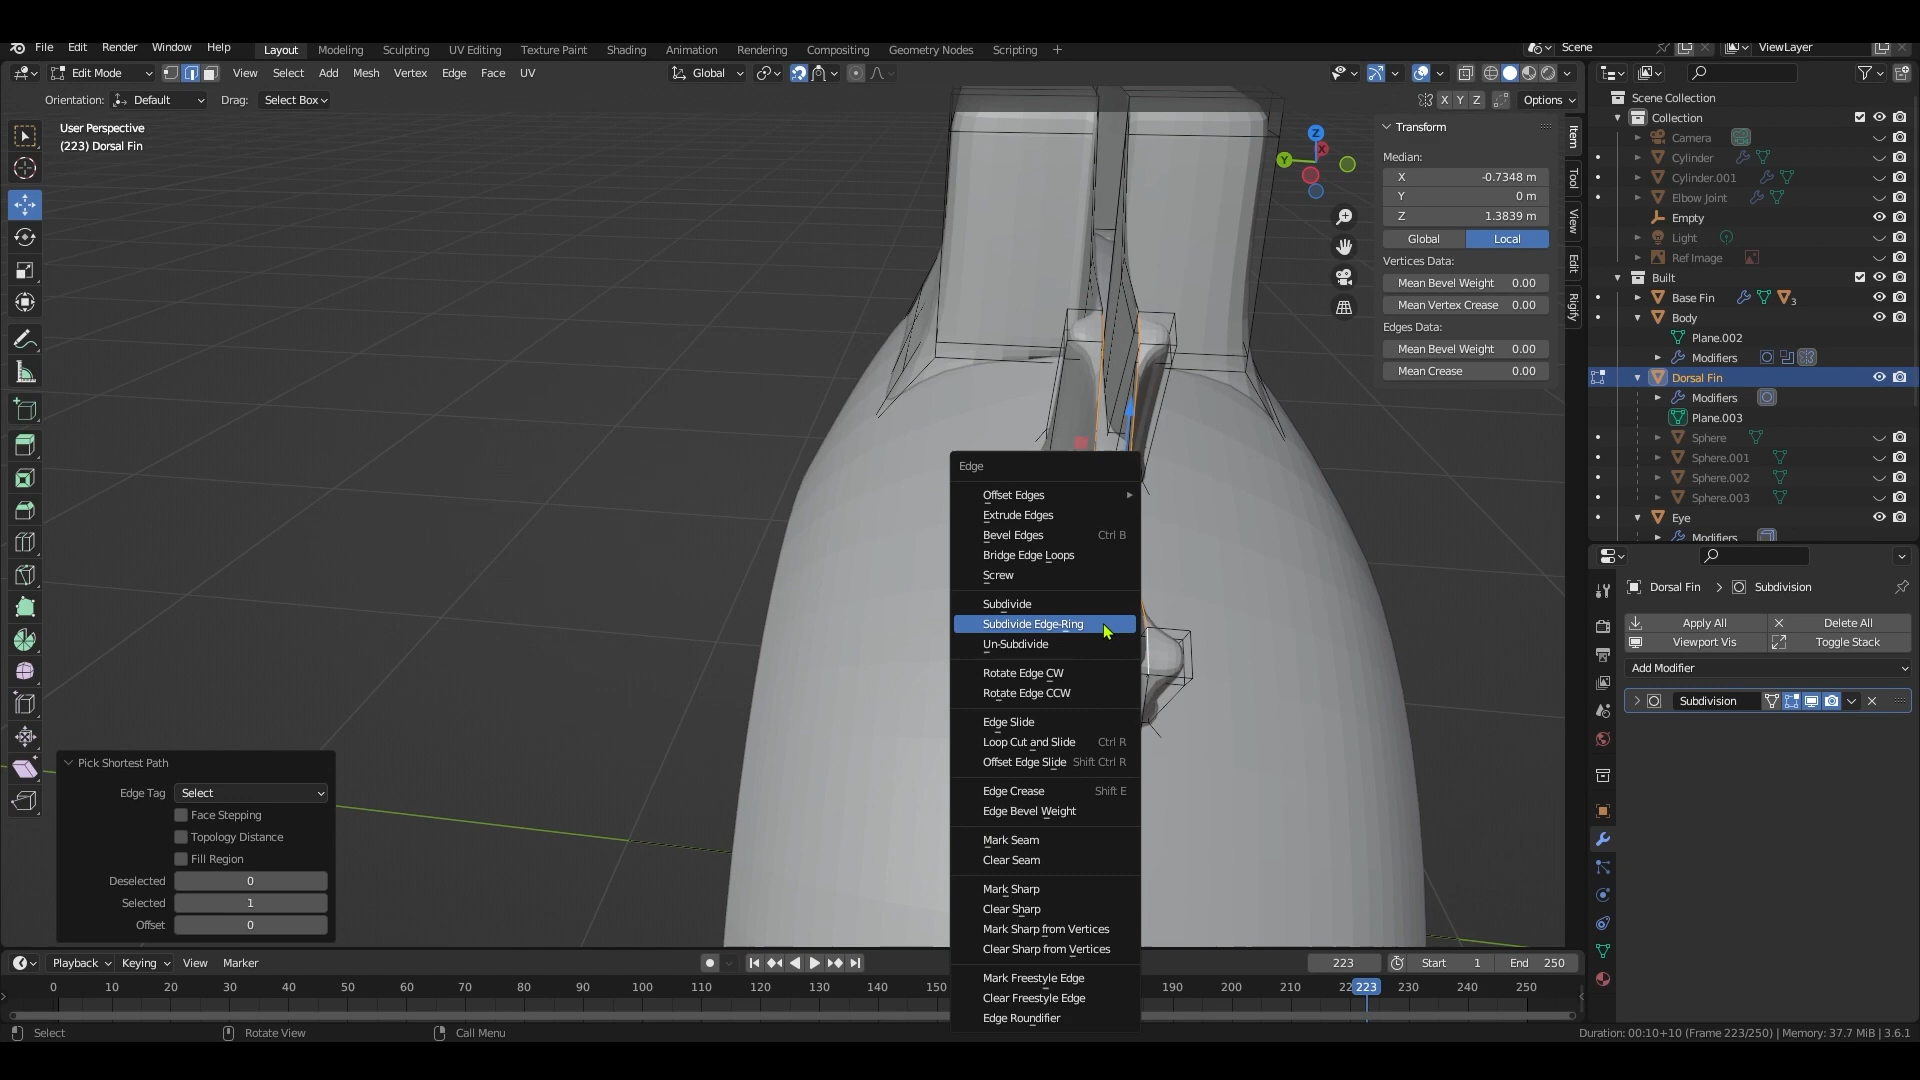 File Edit Render Window Help Layout Modeling Sculpting UV Editing Texture Paint Shading Animation Rendering Compositing Geometry Nodes Scripting + Scene ViewLayer
Edit Mode View Select Add Mesh Vertex Edge Face UV Global
Orientation: Default Drag: Select Box X Y Z Options
User Perspective
(223) Dorsal Fin
Z
X
Y
Transform
Median:
X -0.7348 m
Y 0 m
Z 1.3839 m
Global Local
Vertices Data:
Mean Bevel Weight 0.00
Mean Vertex Crease 0.00
Edges Data:
Mean Bevel Weight 0.00
Mean Crease 0.00
Item
Tool
View
Edit
Rigify
Scene Collection
Collection
Camera
Cylinder
Cylinder.001
Elbow Joint
Empty
Light
Ref Image
Built
Base Fin 3
Body
Plane.002
Modifiers
Dorsal Fin
Modifiers
Plane.003
Sphere
Sphere.001
Sphere.002
Sphere.003
Eye
Modifiers
Dorsal Fin > Subdivision
Apply All Delete All
Viewport Vis Toggle Stack
Add Modifier
Subdivision
Edge
Offset Edges
Extrude Edges
Bevel Edges Ctrl B
Bridge Edge Loops
Screw
Subdivide
Subdivide Edge-Ring
Un-Subdivide
Rotate Edge CW
Rotate Edge CCW
Edge Slide
Loop Cut and Slide Ctrl R
Offset Edge Slide Shift Ctrl R
Edge Crease Shift E
Edge Bevel Weight
Mark Seam
Clear Seam
Mark Sharp
Clear Sharp
Mark Sharp from Vertices
Clear Sharp from Vertices
Mark Freestyle Edge
Clear Freestyle Edge
Edge Roundifier
Pick Shortest Path
Edge Tag Select
Face Stepping
Topology Distance
Fill Region
Deselected 0
Selected 1
Offset 0
Playback Keying View Marker 223 Start 1 End 250
0 10 20 30 40 50 60 70 80 90 100 110 120 130 140 150 190 200 210 22 223 230 240 250
Select Rotate View Call Menu Duration: 00:10+10 (Frame 223/250) | Memory: 37.7 MiB | 3.6.1